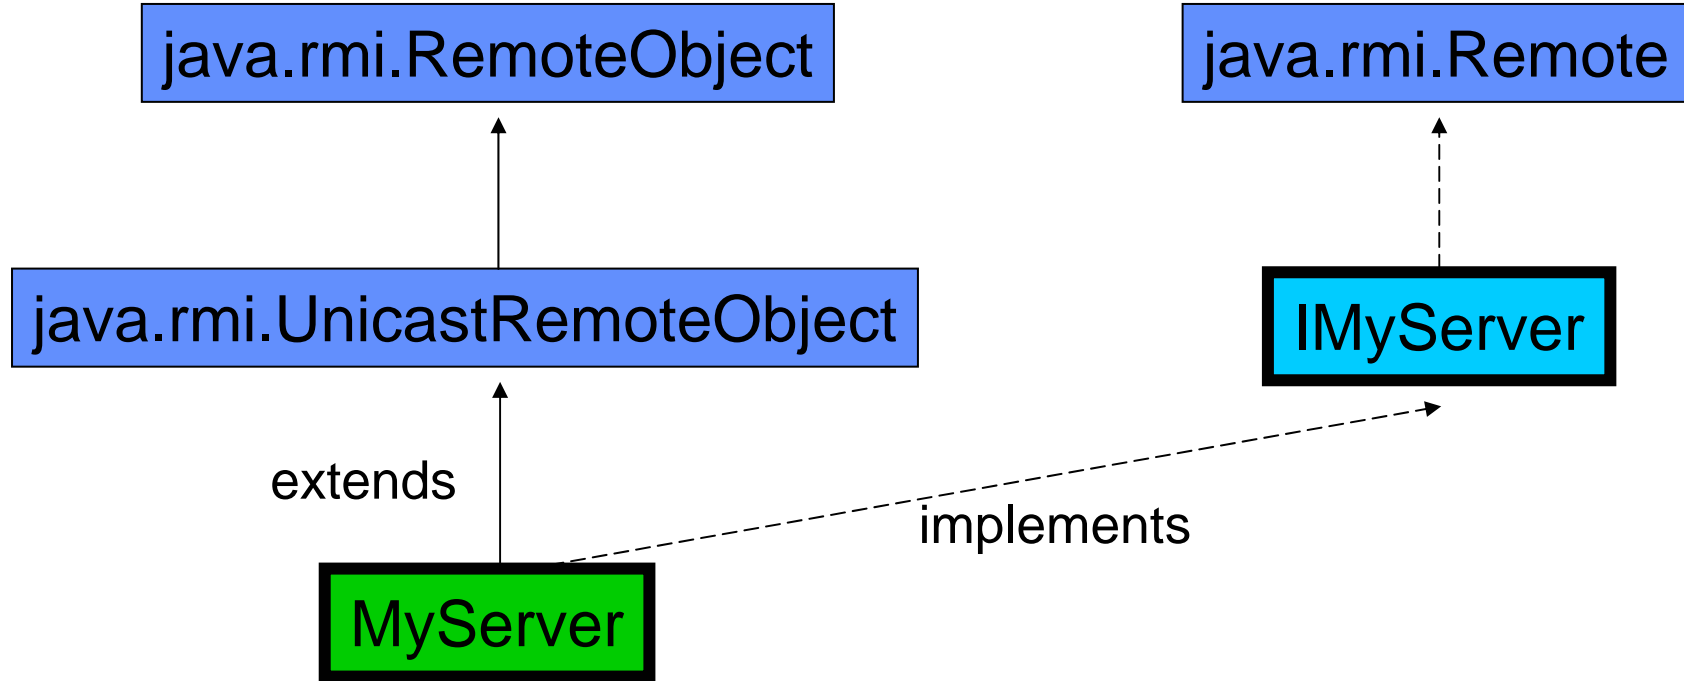 java.rmi.RemoteObject
java.rmi.Remote
java.rmi.UnicastRemoteObject
IMyServer
extends
implements
MyServer